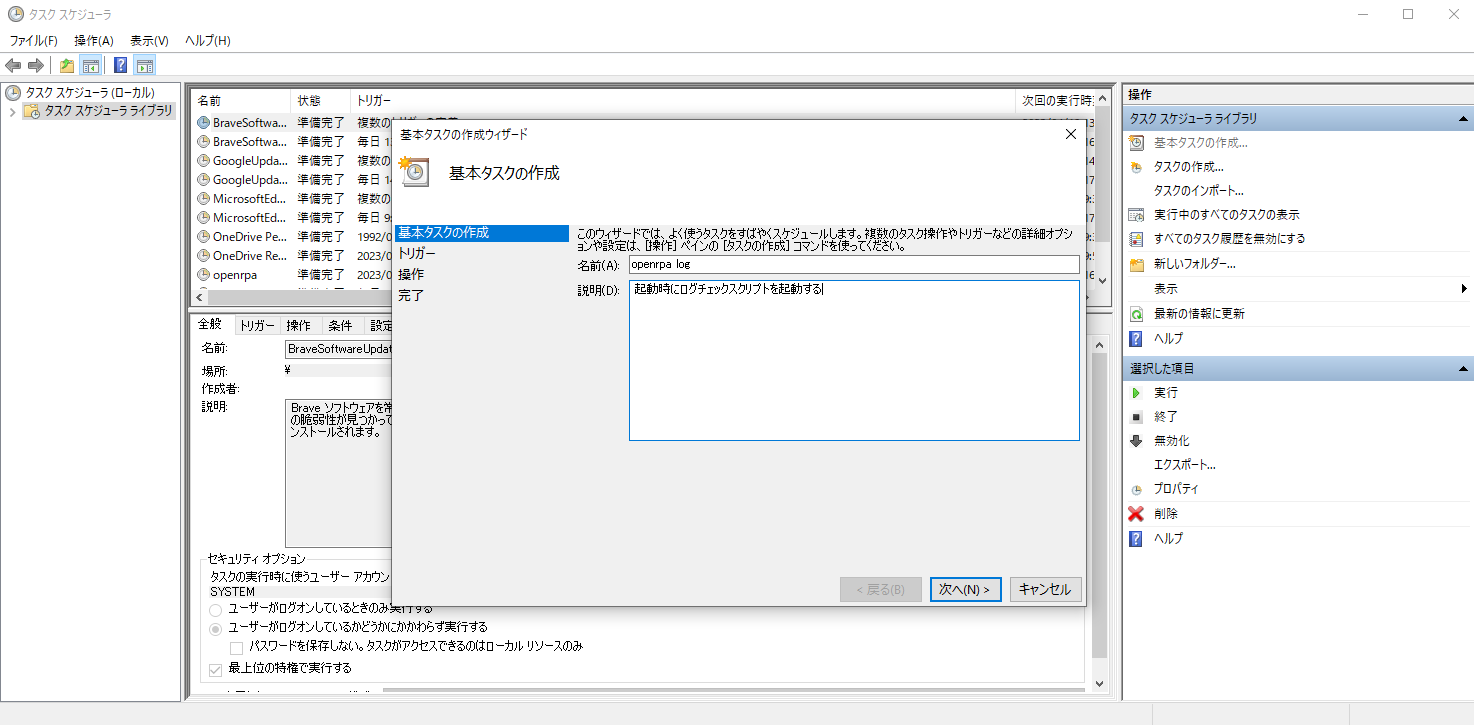 タスク スケジューラ
ファイル(F) 操作(A) 表示(V) ヘルプ(H)
タスク スケジューラ (ローカル)
タスク スケジューラ ライブラリ
名前 状態 トリガー 次回の実行時
BraveSoftwa... 準備完了 複数の
BraveSoftwa... 準備完了 毎日 1
GoogleUpda... 準備完了 複数の
GoogleUpda... 準備完了 毎日 14
MicrosoftEd... 準備完了 複数の
MicrosoftEd... 準備完了 毎日 9:
OneDrive Pe... 準備完了 1992/0
OneDrive Re... 準備完了 2023/0
openrpa 準備完了 2023/0
全般 トリガー 操作 条件 設定
名前: BraveSoftwareUpdat
場所: ¥
作成者:
説明: Brave ソフトウェアを常
の脆弱性が見つかって
ンストールされます。
セキュリティ オプション
タスクの実行時に使うユーザー アカウン
SYSTEM
ユーザーがログオンしているときのみ実行する
ユーザーがログオンしているかどうかにかかわらず実行する
パスワードを保存しない。タスクがアクセスできるのはローカル リソースのみ
最上位の特権で実行する
基本タスクの作成ウィザード
基本タスクの作成
基本タスクの作成
トリガー
操作
完了
このウィザードでは、よく使うタスクをすばやくスケジュールします。複数のタスク操作やトリガーなどの詳細オプシ
ョンや設定は、[操作] ペインの [タスクの作成] コマンドを使ってください。
名前(A): openrpa log
説明(D): 起動時にログチェックスクリプトを起動する
< 戻る(B) 次へ(N) > キャンセル
操作
タスク スケジューラ ライブラリ
基本タスクの作成...
タスクの作成...
タスクのインポート...
実行中のすべてのタスクの表示
すべてのタスク履歴を無効にする
新しいフォルダー...
表示
最新の情報に更新
ヘルプ
選択した項目
実行
終了
無効化
エクスポート...
プロパティ
削除
ヘルプ